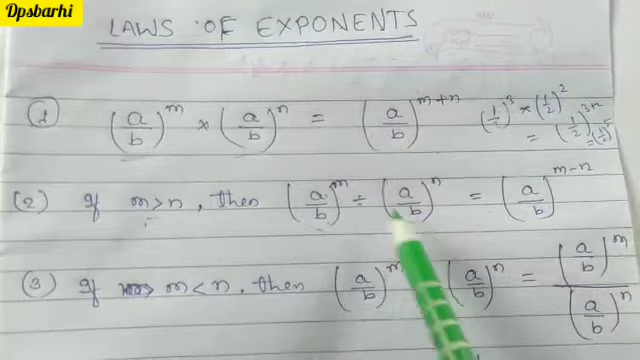 Dpsbarhi
LAWS OF EXPONENTS
(1) (a/b)^m × (a/b)^n = (a/b)^(m+n) (1/2)^3 × (1/2)^2
= (1/2)^3+2
= (1/2)^5
(2) If m>n, then (a/b)^m ÷ (a/b)^n = (a/b)^(m-n)
(3) If m<n, then (a/b)^m (a/b)^n = (a/b)^m / (a/b)^n